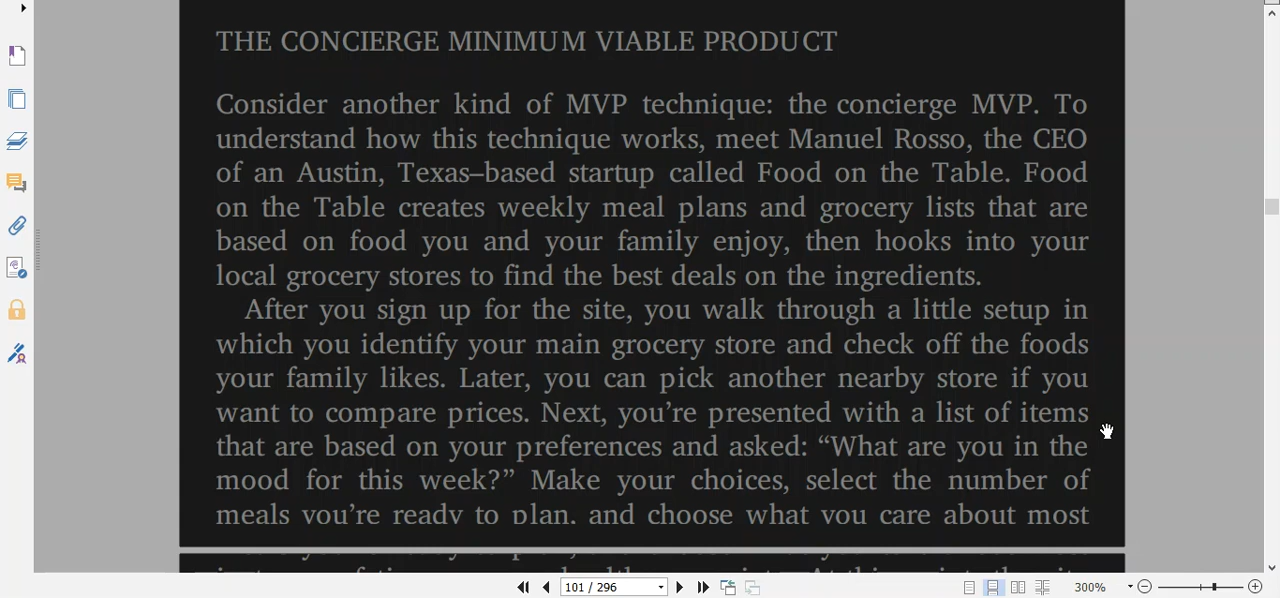 THE CONCIERGE MINIMUM VIABLE PRODUCT
Consider another kind of MVP technique: the concierge MVP. To
understand how this technique works, meet Manuel Rosso, the CEO
of an Austin, Texas–based startup called Food on the Table. Food
on the Table creates weekly meal plans and grocery lists that are
based on food you and your family enjoy, then hooks into your
local grocery stores to find the best deals on the ingredients.
After you sign up for the site, you walk through a little setup in
which you identify your main grocery store and check off the foods
your family likes. Later, you can pick another nearby store if you
want to compare prices. Next, you’re presented with a list of items
that are based on your preferences and asked: “What are you in the
mood for this week?” Make your choices, select the number of
meals you’re ready to plan, and choose what you care about most
101 / 296
300%